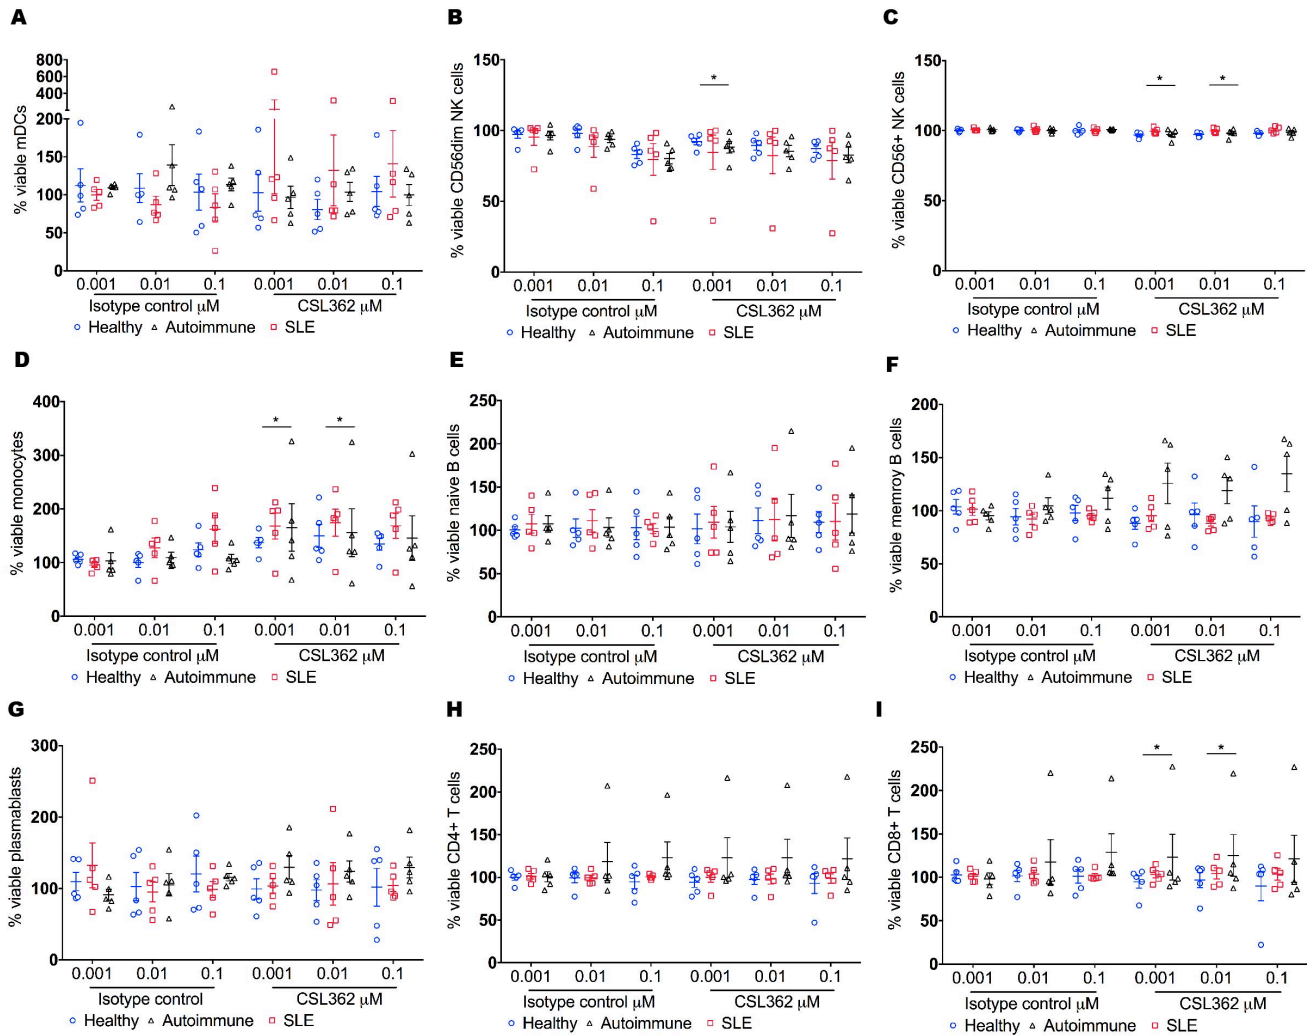 A
% viable mDCs
800
600
400
200
200
150
100
50
0
0.001 0.01 0.1 0.001 0.01 0.1
Isotype control μM CSL362 μM
Healthy Autoimmune SLE
B
% viable CD56dim NK cells
150
100
50
0
*
0.001 0.01 0.1 0.001 0.01 0.1
Isotype control μM CSL362 μM
Healthy Autoimmune SLE
C
% viable CD56+ NK cells
150
100
50
0
* *
0.001 0.01 0.1 0.001 0.01 0.1
Isotype control μM CSL362 μM
Healthy Autoimmune SLE
D
% viable monocytes
400
300
200
100
0
* *
0.001 0.01 0.1 0.001 0.01 0.1
Isotype control μM CSL362 μM
Healthy Autoimmune SLE
E
% viable naive B cells
250
200
150
100
50
0
0.001 0.01 0.1 0.001 0.01 0.1
Isotype control μM CSL362 μM
Healthy Autoimmune SLE
F
% viable memroy B cells
200
150
100
50
0
0.001 0.01 0.1 0.001 0.01 0.1
Isotype control μM CSL362 μM
Healthy Autoimmune SLE
G
% viable plasmablasts
300
200
100
0
0.001 0.01 0.1 0.001 0.01 0.1
Isotype control CSL362 μM
Healthy Autoimmune SLE
H
% viable CD4+ T cells
250
200
150
100
50
0
0.001 0.01 0.1 0.001 0.01 0.1
Isotype control μM CSL362 μM
Healthy Autoimmune SLE
I
% viable CD8+ T cells
250
200
150
100
50
0
* *
0.001 0.01 0.1 0.001 0.01 0.1
Isotype control μM CSL362 μM
Healthy Autoimmune SLE